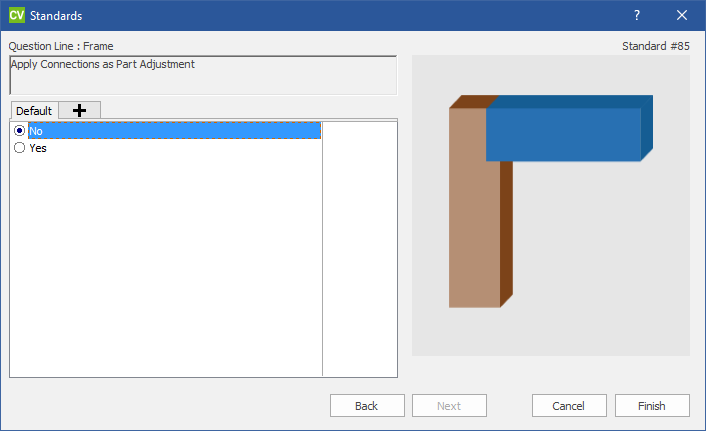 CV Standards ?
Question Line : Frame
Standard #85
Apply Connections as Part Adjustment
Default +
No
Yes
Back Next Cancel Finish